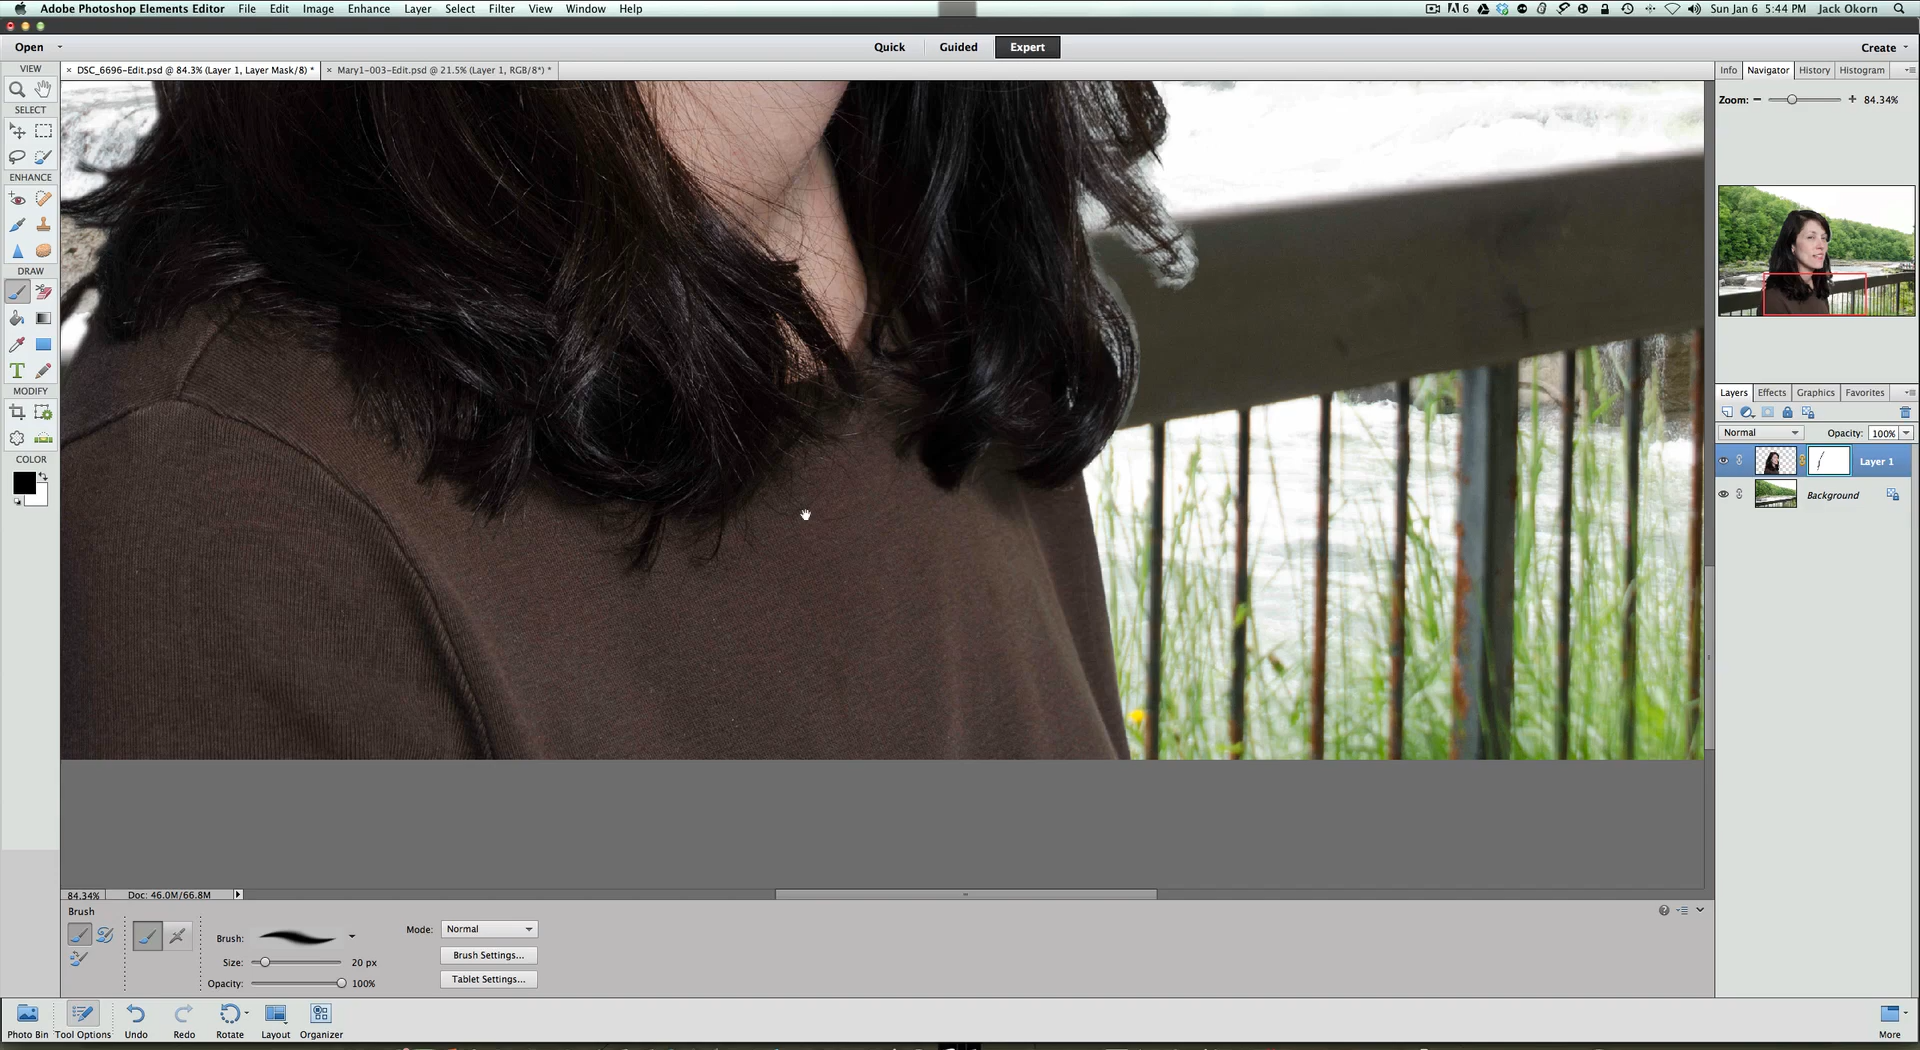 Adobe Photoshop Elements Editor File Edit Image Enhance Layer Select Filter View Window Help 6 Sun Jan 6 5:44 PM Jack Okorn
Open Quick Guided Expert Create
VIEW × DSC_6696-Edit.psd @ 84.3% (Layer 1, Layer Mask/8) * × Mary1-003-Edit.psd @ 21.5% (Layer 1, RGB/8*) * Info Navigator History Histogram
Zoom: 84.34%
SELECT
ENHANCE
DRAW
T
MODIFY
Layers Effects Graphics Favorites
Normal Opacity: 100%
COLOR
Layer 1
Background
84.34% Doc: 46.0M/66.8M
Brush
Brush: Mode: Normal
Brush Settings...
Size: 20 px
Tablet Settings...
Opacity: 100%
Photo Bin Tool Options Undo Redo Rotate Layout Organizer More